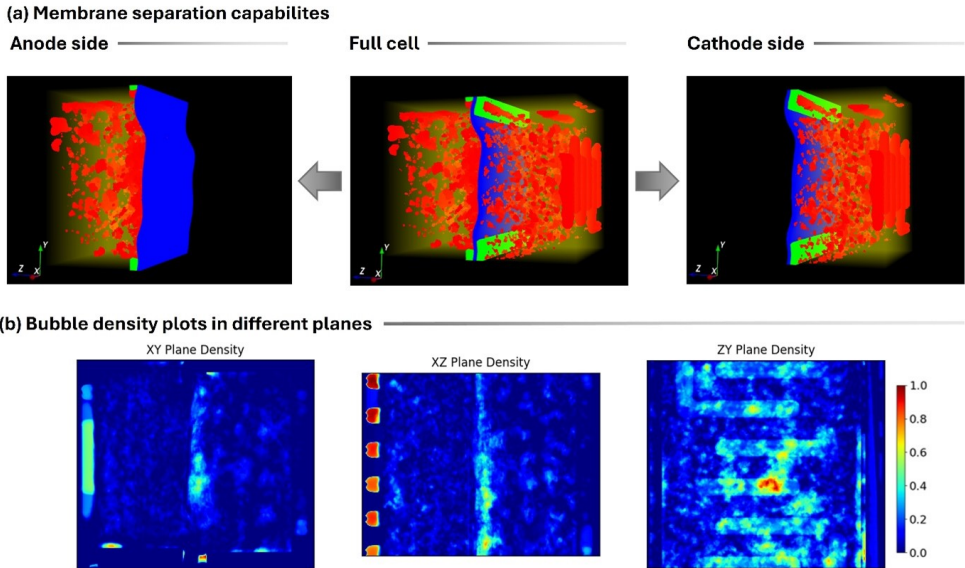 (a) Membrane separation capabilites
Anode side
Full cell
Cathode side
Y
Z
X
Y
Z
X
Y
Z
X
(b) Bubble density plots in different planes
XY Plane Density
XZ Plane Density
ZY Plane Density
1.0
0.8
0.6
0.4
0.2
0.0